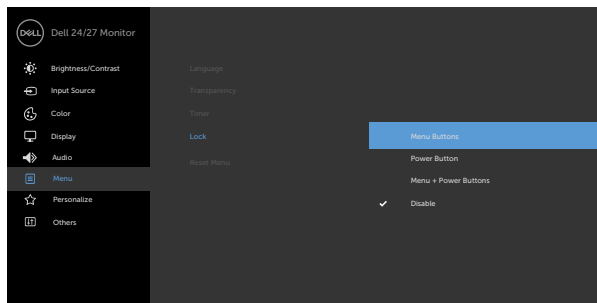 DELL
Dell 24/27 Monitor
Brightness/Contrast
Input Source
Color
Display
Audio
Menu
Personalize
Others
Language
Transparency
Timer
Lock
Reset Menu
Menu Buttons
Power Button
Menu + Power Buttons
Disable